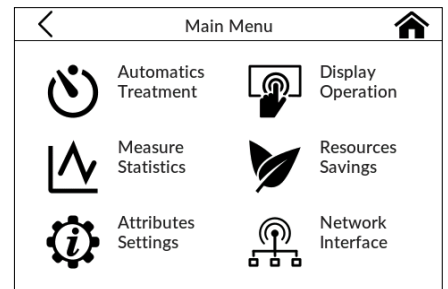 Main Menu
Automatics
Treatment
Display
Operation
Measure
Statistics
Resources
Savings
Attributes
Settings
Network
Interface